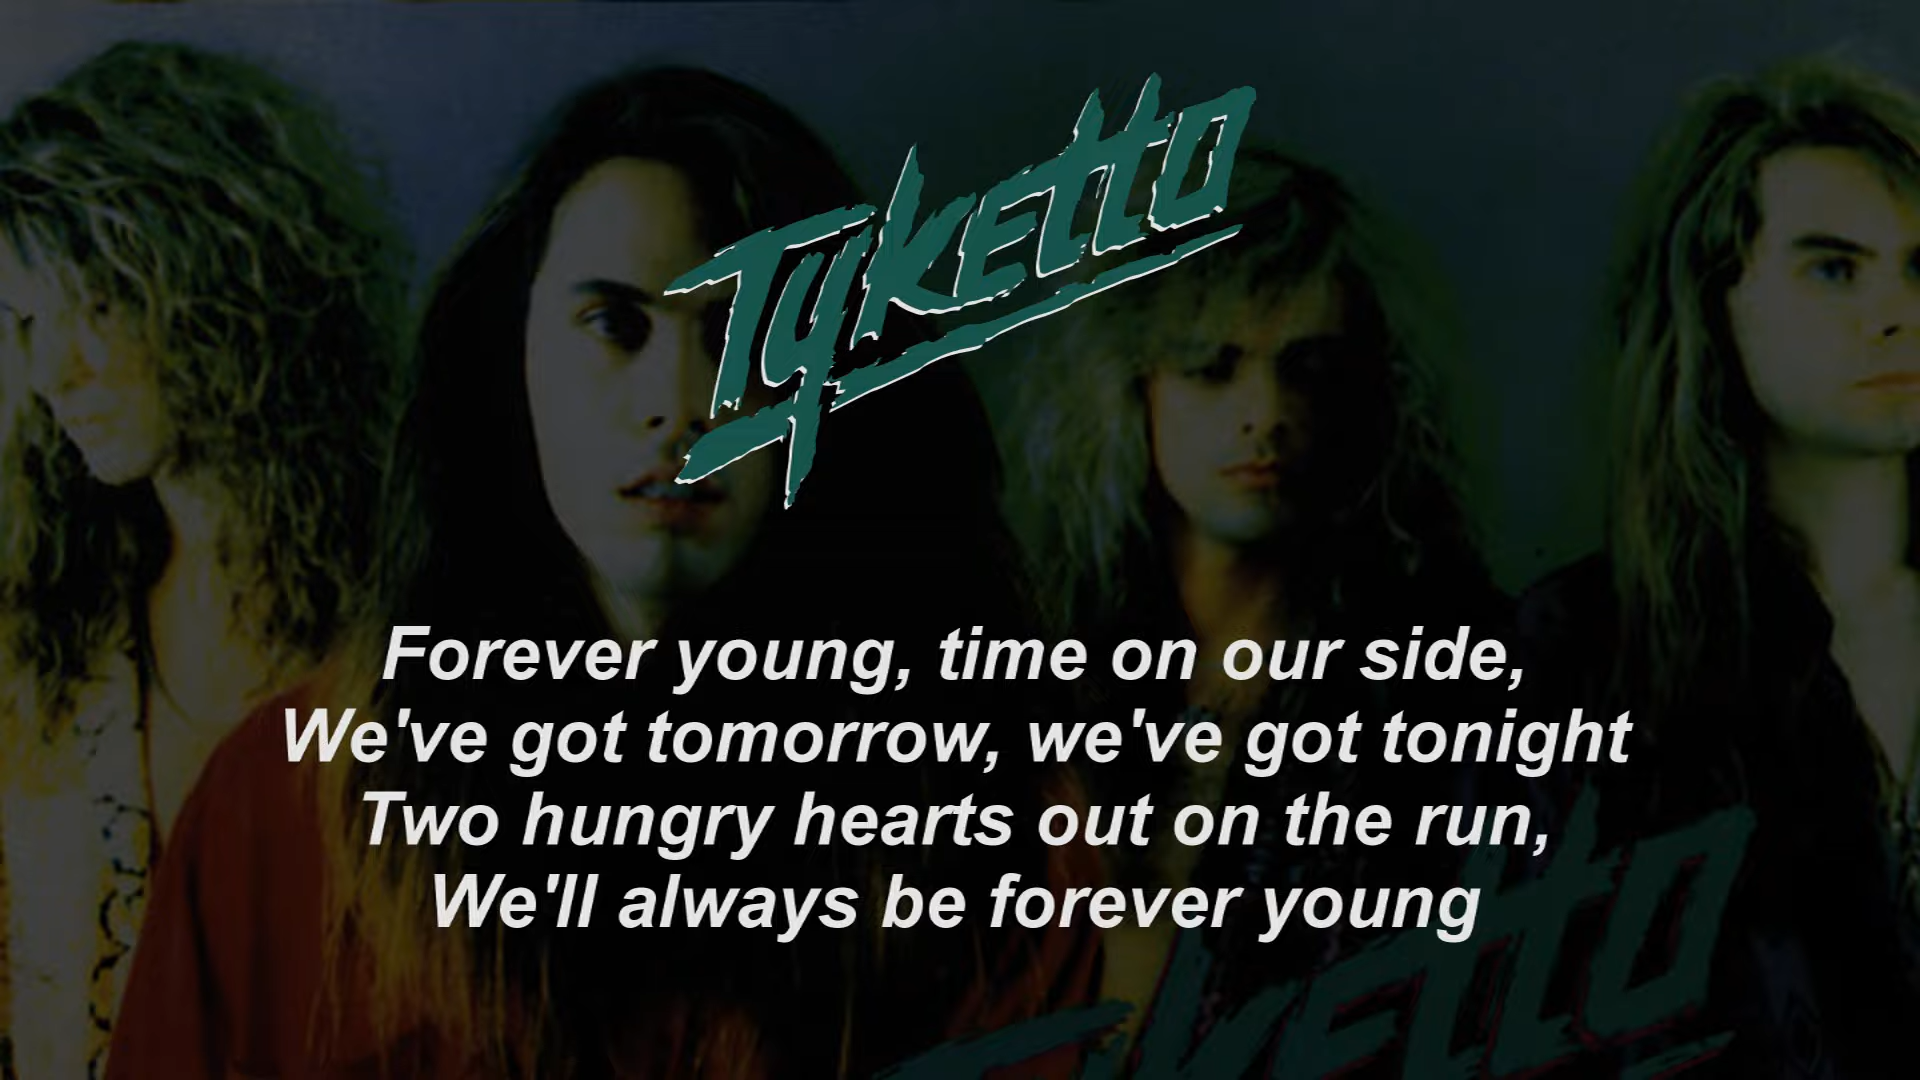 Tyketto
Forever young, time on our side,
We've got tomorrow, we've got tonight
Two hungry hearts out on the run,
We'll always be forever young
Tyketto